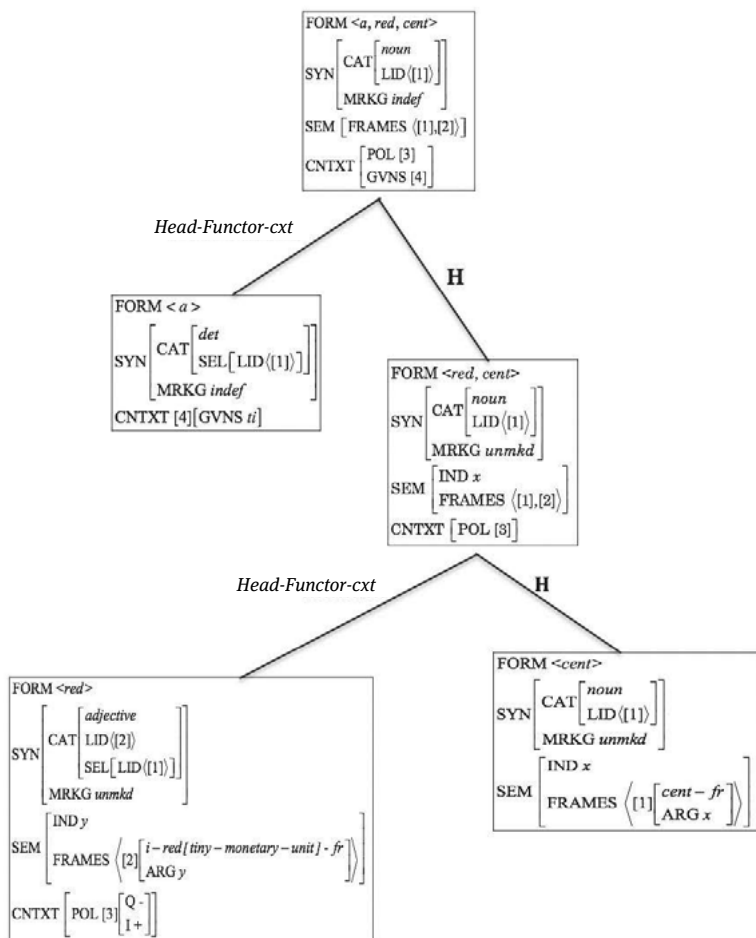 FORM <a, red, cent>
SYN [CAT [noun
LID⟨[1]⟩]
MRKG indef]
SEM [FRAMES ⟨[1],[2]⟩]
CNTXT [POL [3]
GVNS [4]]
Head-Functor-cxt
H
FORM < a >
SYN [CAT [det
SEL[LID⟨[1]⟩]]
MRKG indef]
CNTXT [4][GVNS ti]
FORM <red, cent>
SYN [CAT [noun
LID⟨[1]⟩]
MRKG unmkd]
SEM [IND x
FRAMES ⟨[1],[2]⟩]
CNTXT [POL [3]]
Head-Functor-cxt
H
FORM <red>
SYN [CAT [adjective
LID⟨[2]⟩
SEL[LID⟨[1]⟩]]
MRKG unmkd]
SEM [IND y
FRAMES ⟨[2][i–red[tiny–monetary–unit] - fr
ARG y]⟩]
CNTXT [POL [3][Q -
I +]]
FORM <cent>
SYN [CAT [noun
LID⟨[1]⟩]
MRKG unmkd]
SEM [IND x
FRAMES ⟨[1][cent – fr
ARG x]⟩]